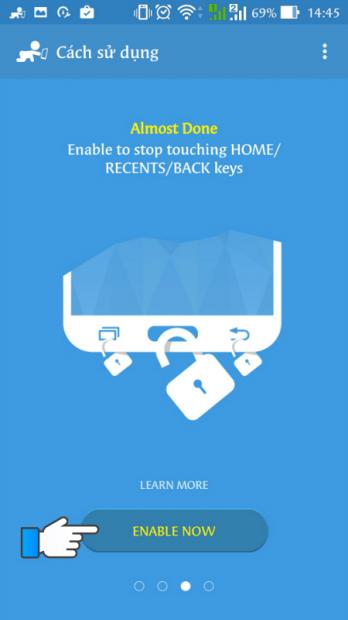 69% 14:45
Cách sử dụng
Almost Done
Enable to stop touching HOME/
RECENTS/BACK keys
LEARN MORE
ENABLE NOW